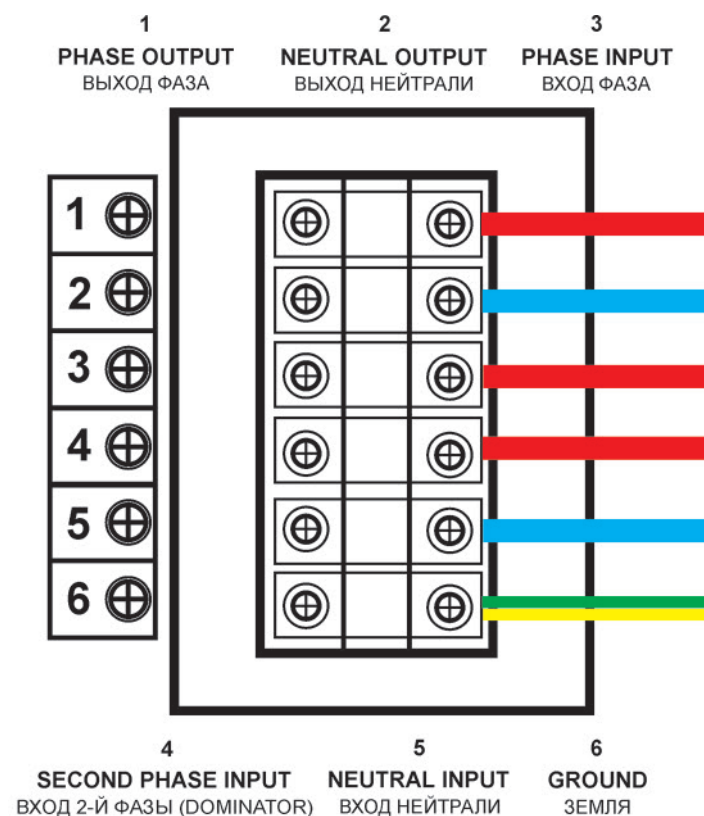 1 2 3
PHASE OUTPUT NEUTRAL OUTPUT PHASE INPUT
ВЫХОД ФАЗА ВЫХОД НЕЙТРАЛИ ВХОД ФАЗА
1
2
3
4
5
6
4 5 6
SECOND PHASE INPUT NEUTRAL INPUT GROUND
ВХОД 2-Й ФАЗЫ (DOMINATOR) ВХОД НЕЙТРАЛИ ЗЕМЛЯ